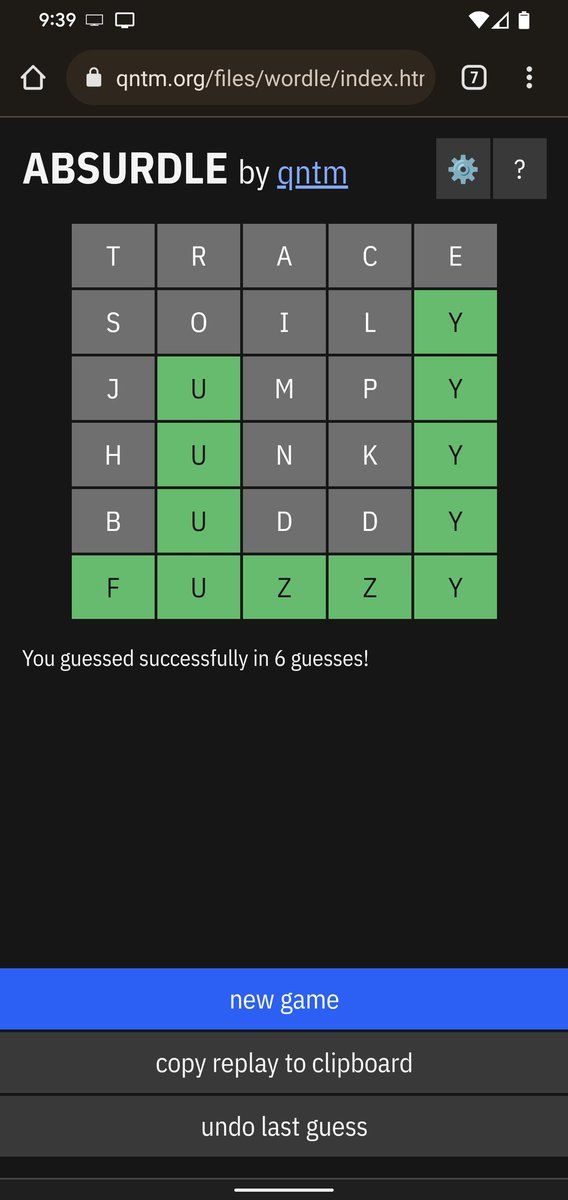 9:39
qntm.org/files/wordle/index.htr
7
ABSURDLE by qntm
?
T R A C E
S O I L Y
J U M P Y
H U N K Y
B U D D Y
F U Z Z Y
You guessed successfully in 6 guesses!
new game
copy replay to clipboard
undo last guess